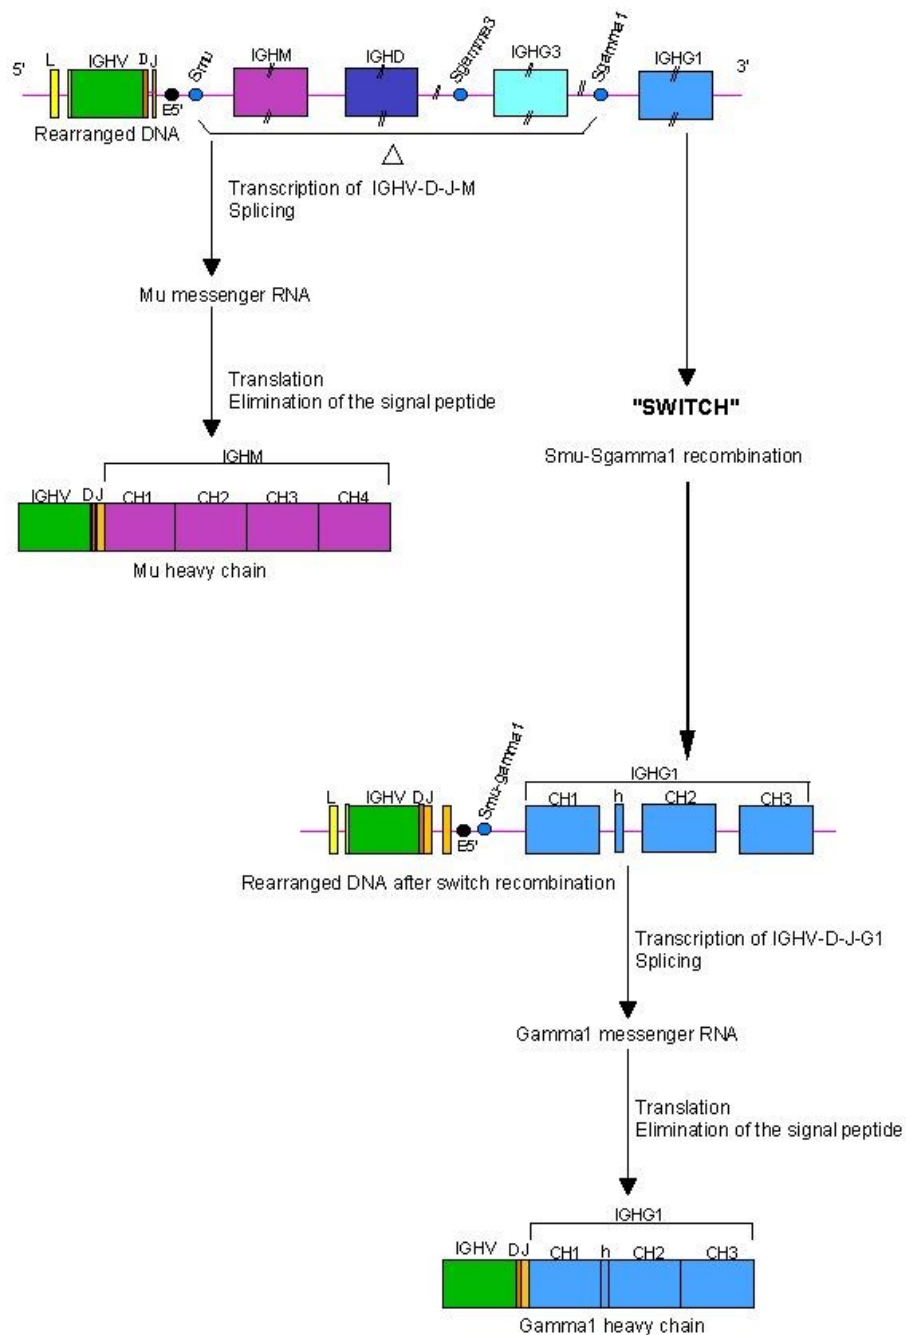 5' L IGHV D J E5' Smu IGHM IGHD Sgamma3 IGHG3 Sgamma1 IGHG1 3'
Rearranged DNA
Transcription of IGHV-D-J-M
Splicing
Mu messenger RNA
Translation
Elimination of the signal peptide
IGHM
IGHV D J CH1 CH2 CH3 CH4
Mu heavy chain
"SWITCH"
Smu-Sgamma1 recombination
IGHG1
L IGHV D J E5' Smu-gamma1 CH1 h CH2 CH3
Rearranged DNA after switch recombination
Transcription of IGHV-D-J-G1
Splicing
Gamma1 messenger RNA
Translation
Elimination of the signal peptide
IGHG1
IGHV D J CH1 h CH2 CH3
Gamma1 heavy chain